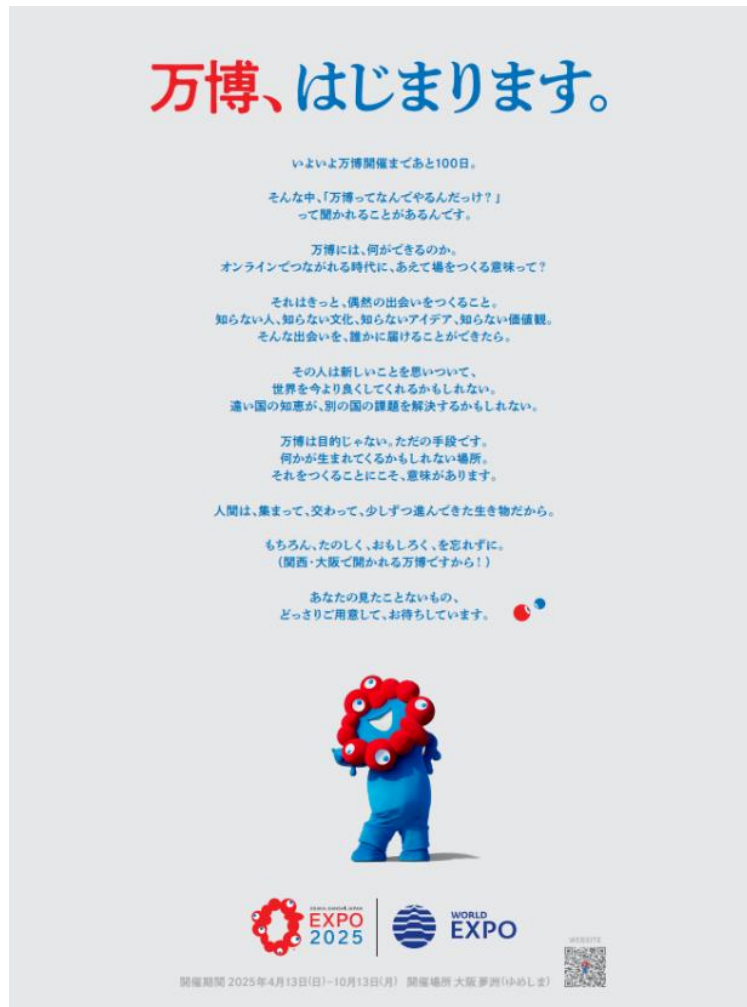 万博、はじまります。
いよいよ万博開催まであと100日。
そんな中、「万博ってなんでやるんだっけ？」
って聞かれることがあるんです。
万博には、何ができるのか。
オンラインでつながれる時代に、あえて場をつくる意味って？
それはきっと、偶然の出会いをつくること。
知らない人、知らない文化、知らないアイデア、知らない価値観。
そんな出会いを、誰かに届けることができたら。
その人は新しいことを思いついて、
世界を今より良くしてくれるかもしれない。
遠い国の知恵が、別の国の課題を解決するかもしれない。
万博は目的じゃない。ただの手段です。
何かが生まれてくるかもしれない場所。
それをつくることにこそ、意味があります。
人間は、集まって、交わって、少しずつ進んできた生き物だから。
もちろん、たのしく、おもしろく、を忘れずに。
（関西・大阪で開かれる万博ですから！）
あなたの見たことないもの、
どっさりご用意して、お待ちしています。
OSAKA, KANSAI, JAPAN
EXPO
2025
WORLD
EXPO
WEBSITE
開催期間 2025年4月13日(日)-10月13日(月) 開催場所 大阪 夢洲(ゆめしま)